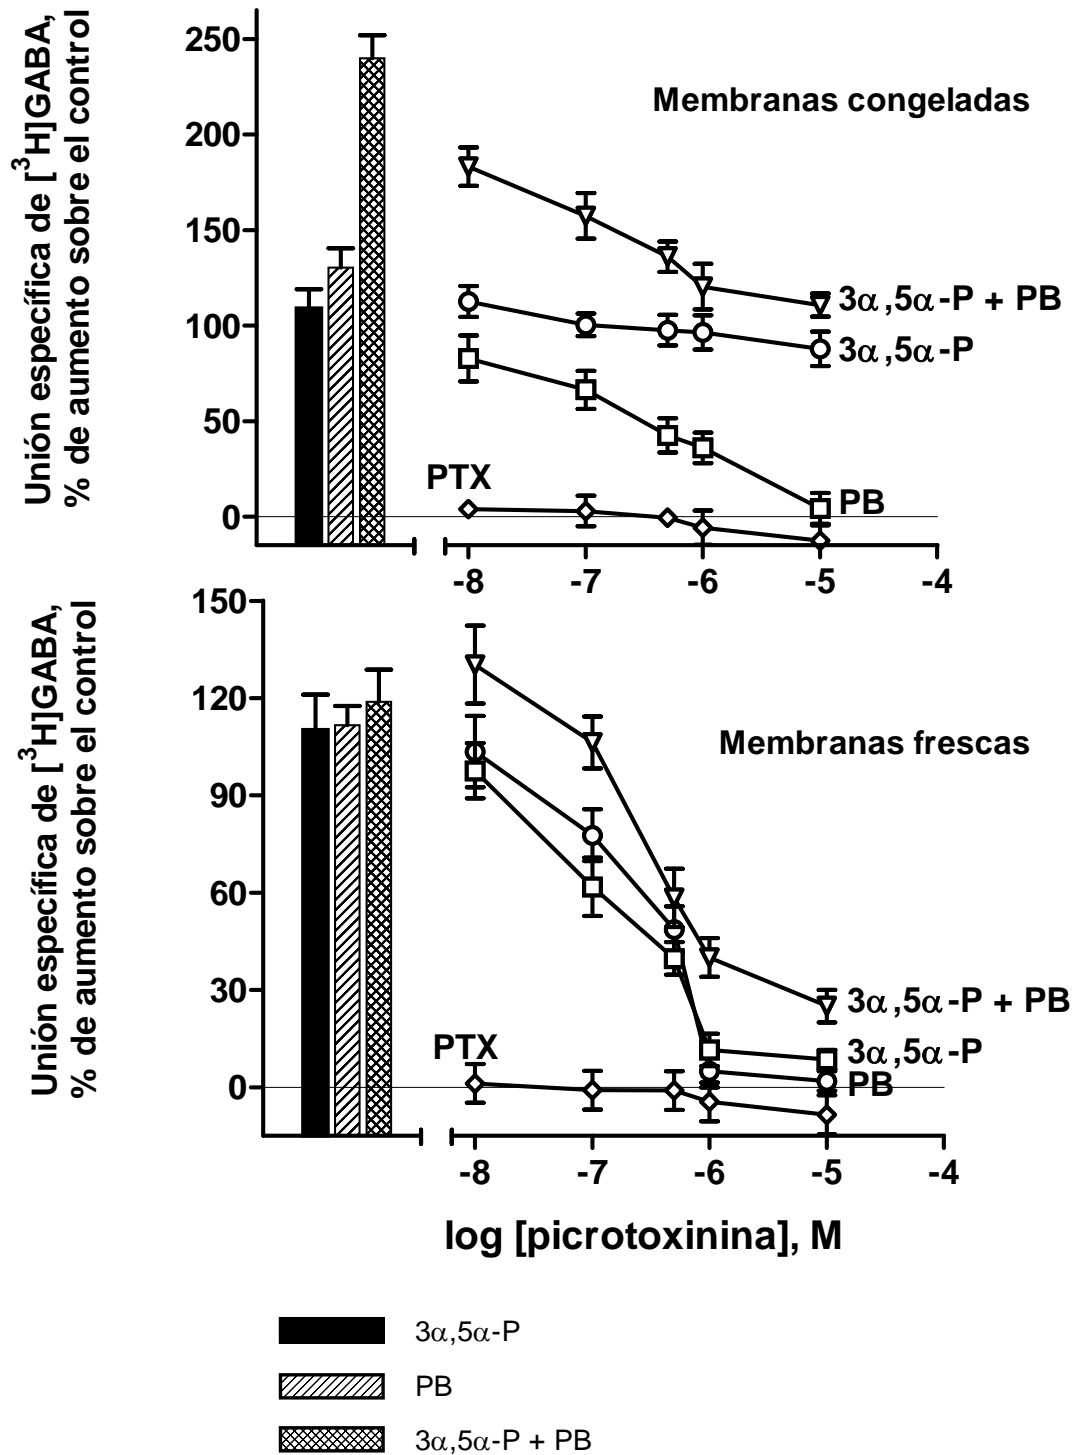 Unión específica de [³H]GABA,
% de aumento sobre el control
250
200
150
100
50
0
Membranas congeladas
3α,5α-P + PB
3α,5α-P
PTX
PB
-8
-7
-6
-5
-4
Unión específica de [³H]GABA,
% de aumento sobre el control
150
120
90
60
30
0
Membranas frescas
3α,5α-P + PB
PTX
3α,5α-P
PB
-8
-7
-6
-5
-4
log [picrotoxinina], M
3α,5α-P
PB
3α,5α-P + PB